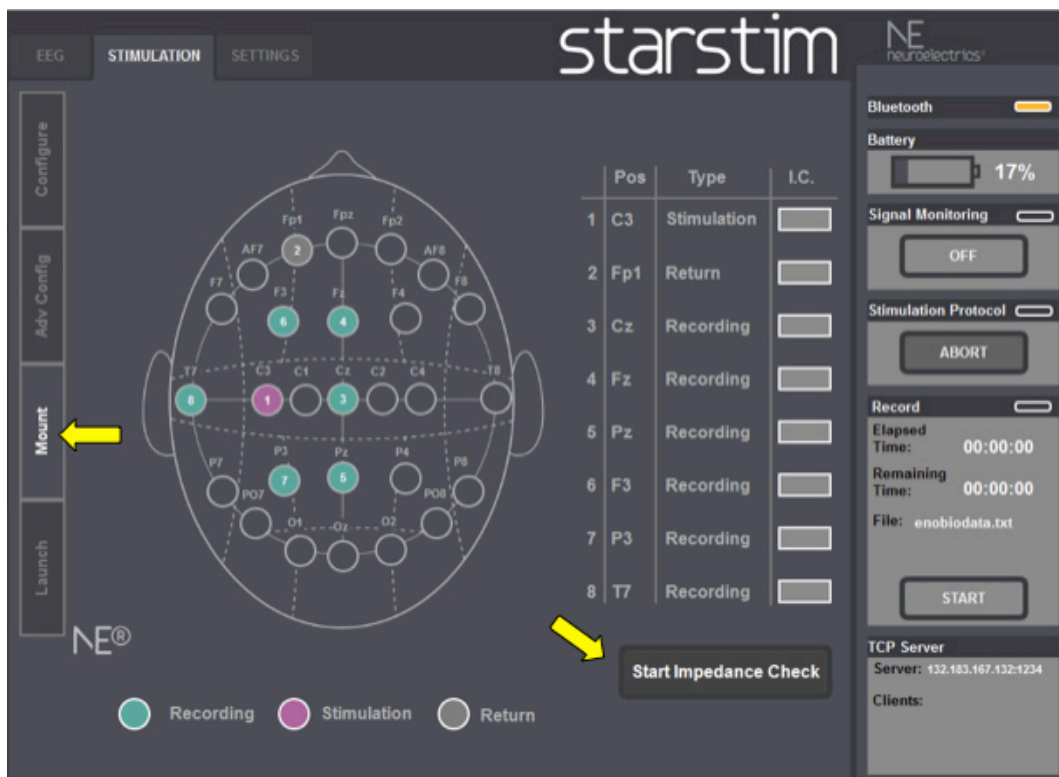 EEG STIMULATION SETTINGS
starstim
NE
neuroelectrics®
Configure
Adv Config
Mount
Launch
Fp1 Fpz Fp2
2
AF7 AF8
F7 F3 Fz F4 F8
6 4
T7 C3 C1 Cz C2 C4 T8
8 1 3
P7 P3 Pz P4 P8
7 5
PO7 PO8
O1 Oz O2
NE®
Recording Stimulation Return
Pos Type I.C.
1 C3 Stimulation
2 Fp1 Return
3 Cz Recording
4 Fz Recording
5 Pz Recording
6 F3 Recording
7 P3 Recording
8 T7 Recording
Start Impedance Check
Bluetooth
Battery
17%
Signal Monitoring
OFF
Stimulation Protocol
ABORT
Record
Elapsed
Time: 00:00:00
Remaining
Time: 00:00:00
File: enobiodata.txt
START
TCP Server
Server: 132.183.167.132:1234
Clients: